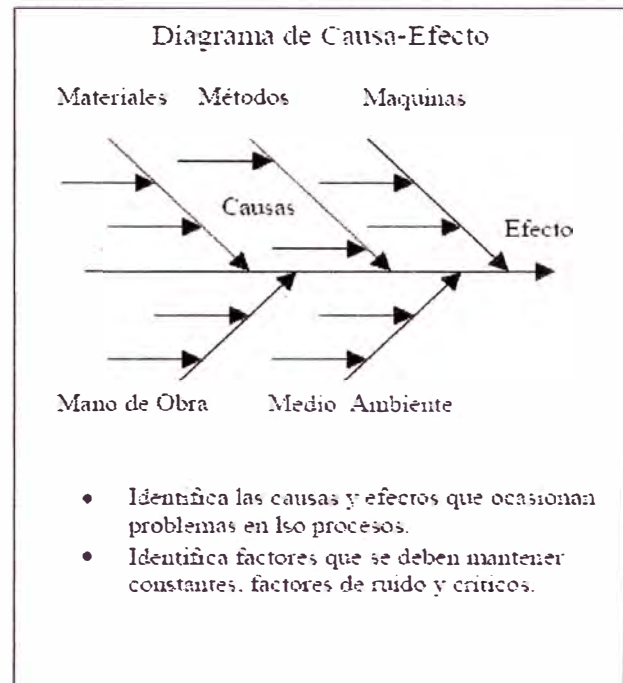 Diagrama de Causa-Efecto
Materiales Métodos Maquinas
Causas
Efecto
Mano de Obra Medio Ambiente
• Identifica las causas y efectos que ocasionan
problemas en lso procesos.
• Identifica factores que se deben mantener
constantes, factores de ruido y criticos.